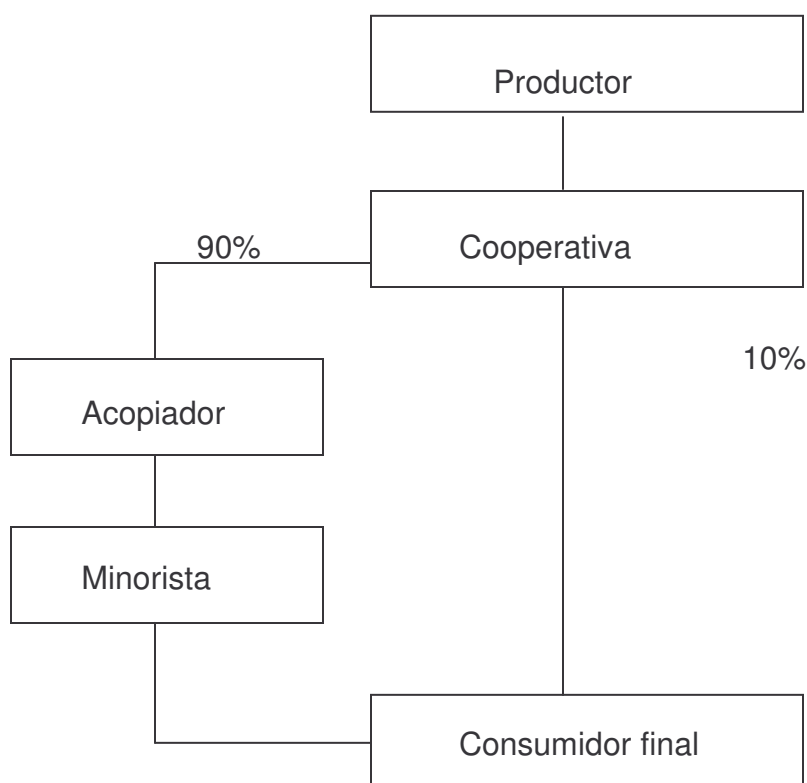 Productor
Cooperativa
90%
10%
Acopiador
Minorista
Consumidor final